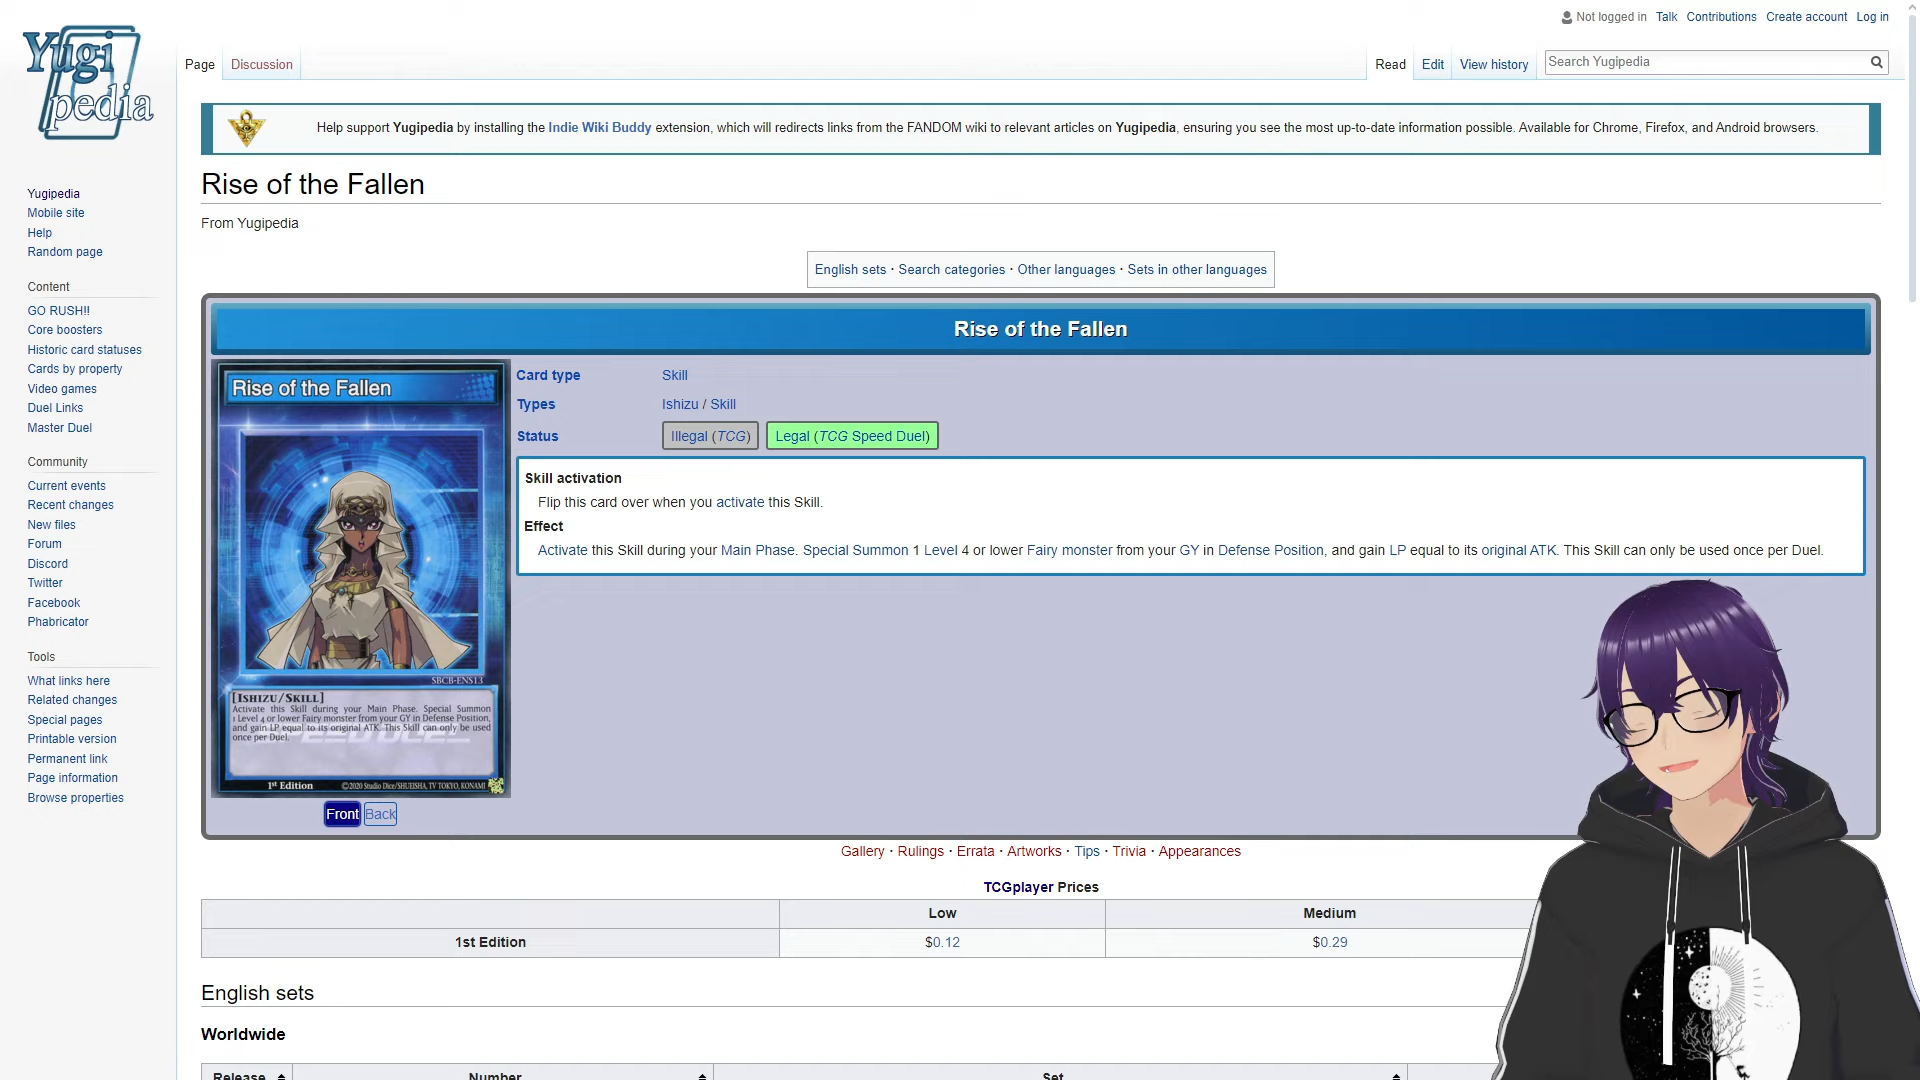 Not logged in Talk Contributions Create account Log in
Yugi
pedia
Page Discussion Read Edit View history Search Yugipedia
Help support Yugipedia by installing the Indie Wiki Buddy extension, which will redirects links from the FANDOM wiki to relevant articles on Yugipedia, ensuring you see the most up-to-date information possible. Available for Chrome, Firefox, and Android browsers.
Rise of the Fallen
From Yugipedia
Yugipedia
Mobile site
Help
Random page
Content
GO RUSH!!
Core boosters
Historic card statuses
Cards by property
Video games
Duel Links
Master Duel
Community
Current events
Recent changes
New files
Forum
Discord
Twitter
Facebook
Phabricator
Tools
What links here
Related changes
Special pages
Printable version
Permanent link
Page information
Browse properties
English sets · Search categories · Other languages · Sets in other languages
Rise of the Fallen
Rise of the Fallen
SBCB-ENS13
[ISHIZU/SKILL]
Activate this Skill during your Main Phase. Special Summon
1 Level 4 or lower Fairy monster from your GY in Defense Position,
and gain LP equal to its original ATK. This Skill can only be used
once per Duel.
SPEED DUEL
1st Edition ©2020 Studio Dice/SHUEISHA, TV TOKYO, KONAMI
Front Back
Card type Skill
Types Ishizu / Skill
Status Illegal (TCG) Legal (TCG Speed Duel)
Skill activation
Flip this card over when you activate this Skill.
Effect
Activate this Skill during your Main Phase. Special Summon 1 Level 4 or lower Fairy monster from your GY in Defense Position, and gain LP equal to its original ATK. This Skill can only be used once per Duel.
Gallery · Rulings · Errata · Artworks · Tips · Trivia · Appearances
TCGplayer Prices
Low Medium
1st Edition $0.12 $0.29
English sets
Worldwide
Release Number Set